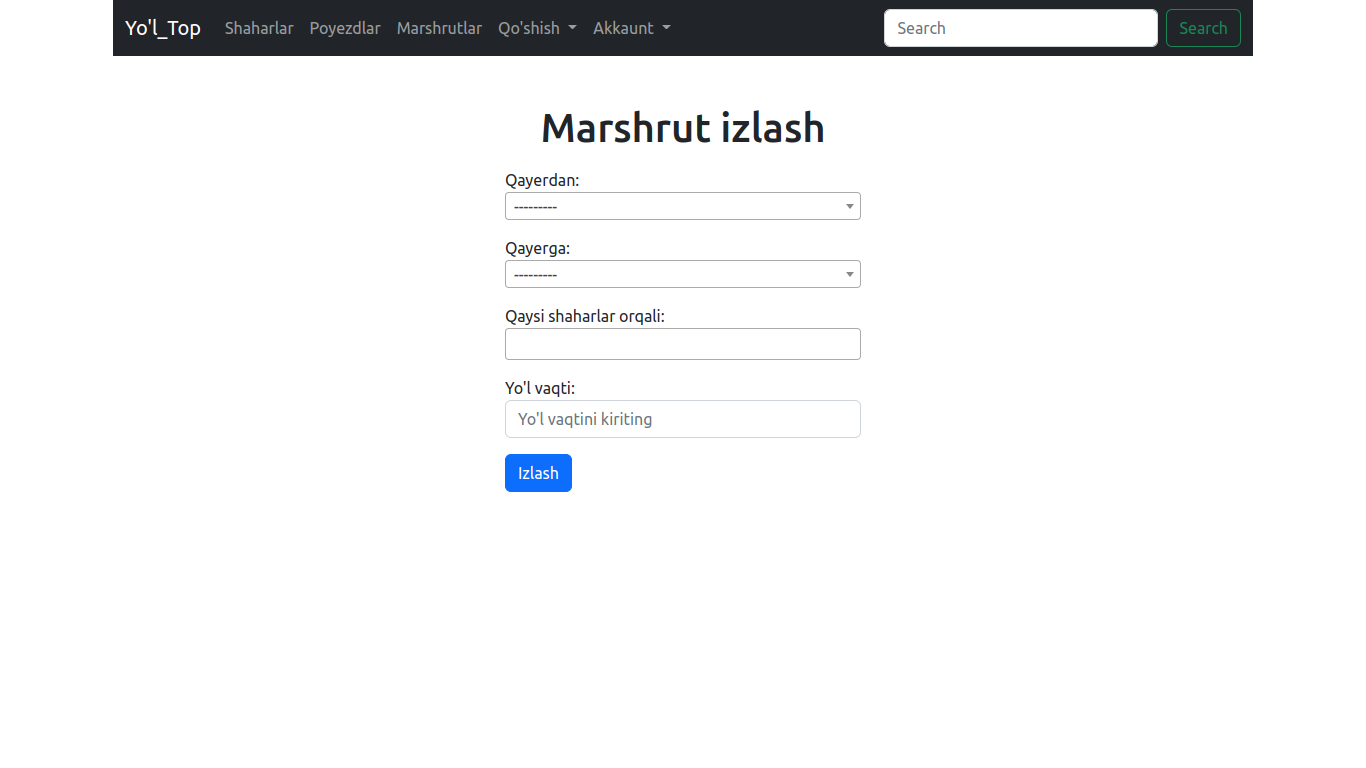 Yo'l_Top Shaharlar Poyezdlar Marshrutlar Qo'shish Akkaunt Search Search
Marshrut izlash
Qayerdan:
---------
Qayerga:
---------
Qaysi shaharlar orqali:
Yo'l vaqti:
Yo'l vaqtini kiriting
Izlash